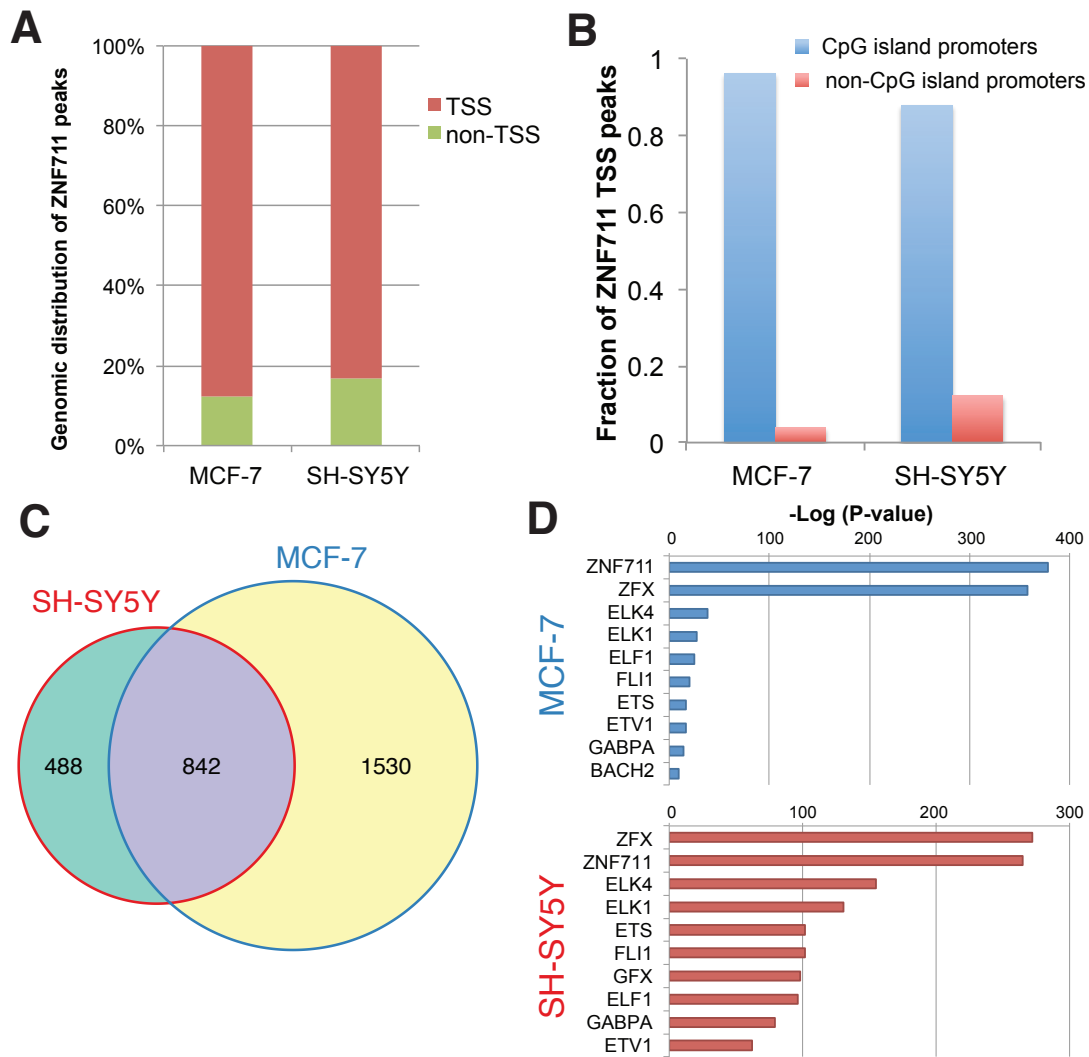 A
Genomic distribution of ZNF711 peaks
100%
80%
60%
40%
20%
0%
MCF-7 SH-SY5Y
TSS
non-TSS
B
Fraction of ZNF711 TSS peaks
1
0.8
0.6
0.4
0.2
0
MCF-7 SH-SY5Y
CpG island promoters
non-CpG island promoters
C
SH-SY5Y
MCF-7
488 842 1530
D
-Log (P-value)
0 100 200 300 400
MCF-7
ZNF711
ZFX
ELK4
ELK1
ELF1
FLI1
ETS
ETV1
GABPA
BACH2
0 100 200 300
SH-SY5Y
ZFX
ZNF711
ELK4
ELK1
ETS
FLI1
GFX
ELF1
GABPA
ETV1